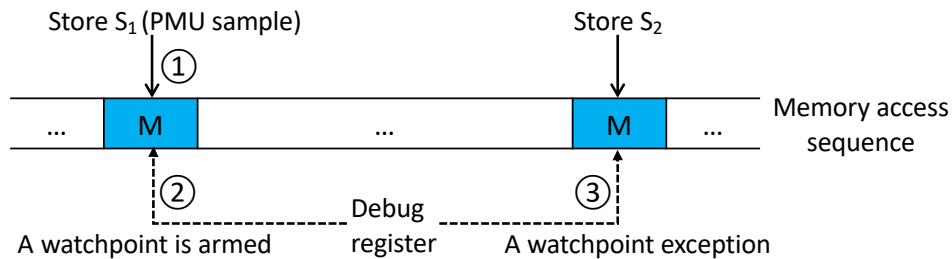 Store S₁ (PMU sample)
Store S₂
①
... M ... M ...
Memory access
sequence
②
③
Debug
register
A watchpoint is armed
A watchpoint exception